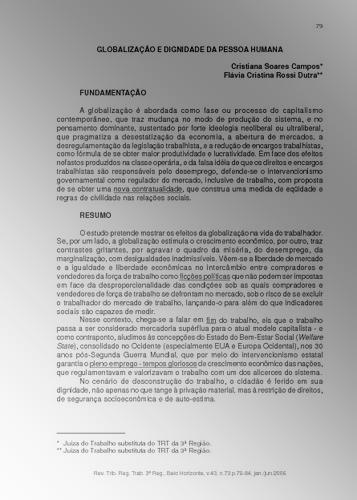 79
GLOBALIZAÇÃO E DIGNIDADE DA PESSOA HUMANA
Cristiana Soares Campos*
Flávia Cristina Rossi Dutra**
FUNDAMENTAÇÃO
A globalização é abordada como fase ou processo do capitalismo
contemporâneo, que traz mudança no modo de produção do sistema, e no
pensamento dominante, sustentado por forte ideologia neoliberal ou ultraliberal,
que pragmatiza a desestatização da economia, a abertura de mercados, a
desregulamentação da legislação trabalhista, e a redução de encargos trabalhistas,
como fórmula de se obter maior produtividade e lucratividade. Em face dos efeitos
nefastos produzidos na classe operária, e da falsa idéia de que os direitos e encargos
trabalhistas são responsáveis pelo desemprego, defende-se o intervencionismo
governamental como regulador do mercado, inclusive de trabalho, com proposta
de se obter uma nova contratualidade, que construa uma medida de eqüidade e
regras de civilidade nas relações sociais.
RESUMO
O estudo pretende mostrar os efeitos da globalização na vida do trabalhador.
Se, por um lado, a globalização estimula o crescimento econômico, por outro, traz
contrastes gritantes, por agravar o quadro da miséria, do desemprego, da
marginalização, com desigualdades inadmissíveis. Vêem-se a liberdade de mercado
e a igualdade e liberdade econômicas no intercâmbio entre compradores e
vendedores da força de trabalho como ficções políticas que não podem ser impostas
em face da desproporcionalidade das condições sob as quais compradores e
vendedores de força de trabalho se defrontam no mercado, sob o risco de se excluir
o trabalhador do mercado de trabalho, lançando-o para além do que indicadores
sociais são capazes de medir.
Nesse contexto, chega-se a falar em fim do trabalho, eis que o trabalho
passa a ser considerado mercadoria supérflua para o atual modelo capitalista - e
como contraponto, aludimos às concepções do Estado do Bem-Estar Social (Welfare
State), consolidado no Ocidente (especialmente EUA e Europa Ocidental), nos 30
anos pós-Segunda Guerra Mundial, que por meio do intervencionismo estatal
garantia o pleno emprego - tempos gloriosos de crescimento econômico das nações,
que regulamentavam e valorizavam o trabalho com um dos alicerces do sistema.
No cenário de desconstrução do trabalho, o cidadão é ferido em sua
dignidade, não apenas no que tange à privação material, mas à restrição de direitos,
de segurança socioeconômica e de auto-estima.
* Juíza do Trabalho substituta do TRT da 3ª Região.
** Juíza do Trabalho substituta do TRT da 3ª Região.
Rev. Trib. Reg. Trab. 3ª Reg., Belo Horizonte, v.43, n.73 p.79-94, jan./jun.2006